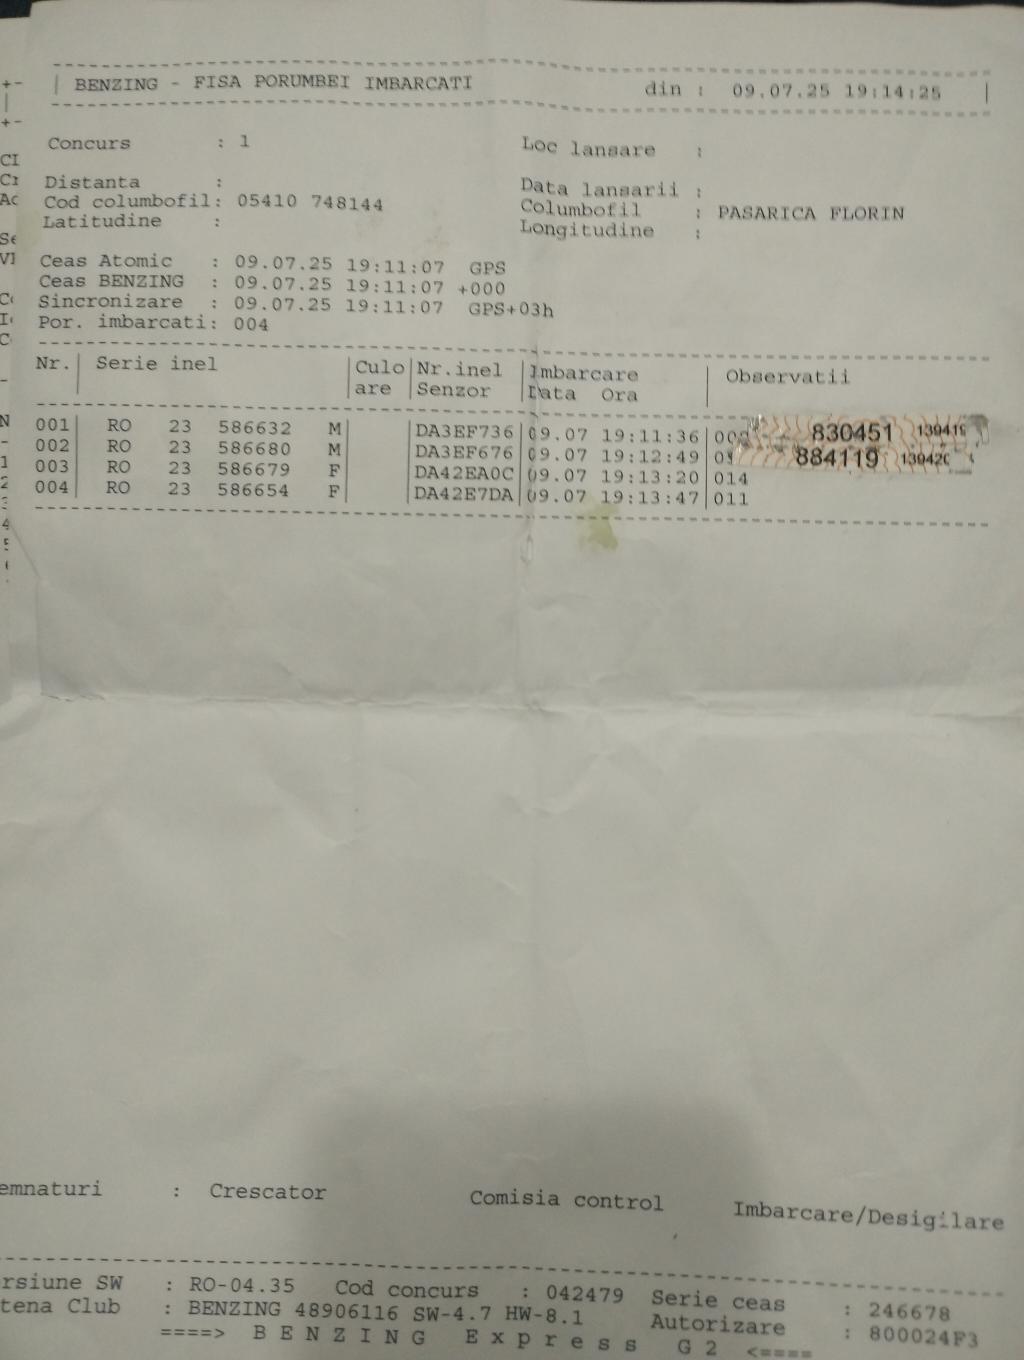 BENZING - FISA PORUMBEI IMBARCATI din : 09.07.25 19:14:25
Concurs : 1 Loc lansare :
Distanta : Data lansarii :
Cod columbofil: 05410 748144 Columbofil : PASARICA FLORIN
Latitudine : Longitudine :
Ceas Atomic : 09.07.25 19:11:07 GPS
Ceas BENZING : 09.07.25 19:11:07 +000
Sincronizare : 09.07.25 19:11:07 GPS+03h
Por. imbarcati: 004
Nr. Serie inel Culo Nr.inel Imbarcare Observatii
are Senzor Data Ora
001 RO 23 586632 M DA3EF736 09.07 19:11:36 830451 139419
002 RO 23 586680 M DA3EF676 09.07 19:12:49 884119 139420
003 RO 23 586679 F DA42EA0C 09.07 19:13:20 014
004 RO 23 586654 F DA42E7DA 09.07 19:13:47 011
emnaturi : Crescator Comisia control Imbarcare/Desigilare
rsiune SW : RO-04.35 Cod concurs : 042479 Serie ceas : 246678
tena Club : BENZING 48906116 SW-4.7 HW-8.1 Autorizare : 800024F3
====> B E N Z I N G E x p r e s s G 2 <====